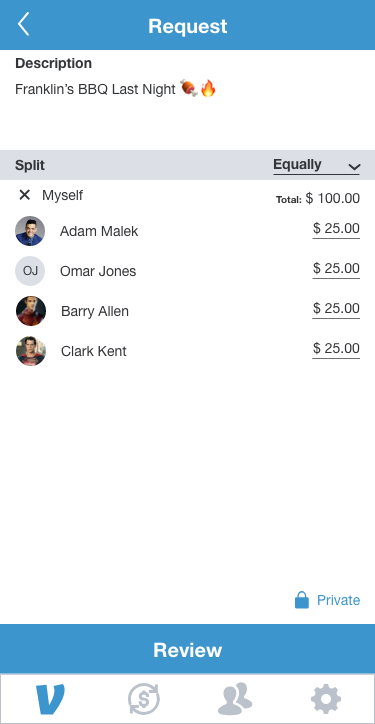 Request
Description
Franklin's BBQ Last Night 🍖🔥
Split Equally
Myself Total: $ 100.00
Adam Malek $ 25.00
OJ Omar Jones $ 25.00
Barry Allen $ 25.00
Clark Kent $ 25.00
Private
Review